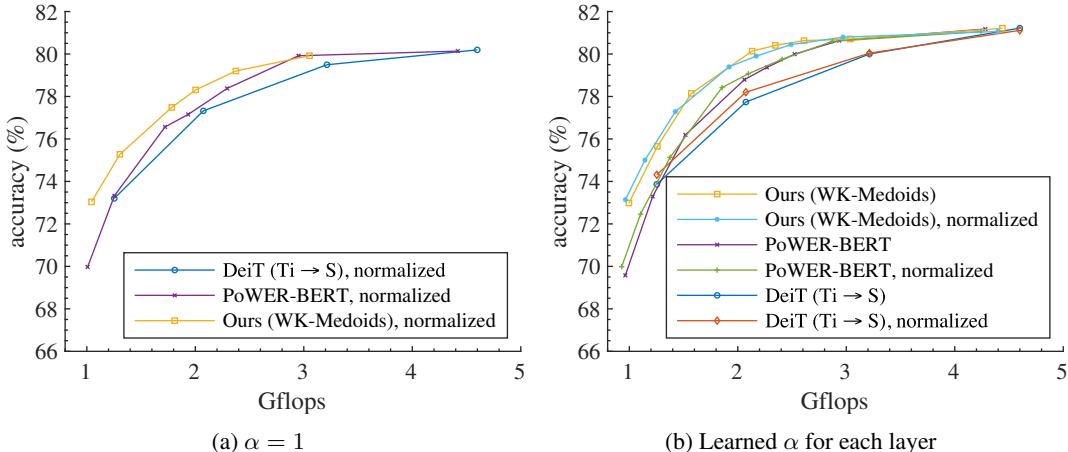 82
80
78
76
74
72
70
68
66
accuracy (%)
1 2 3 4 5
Gflops
DeiT (Ti → S), normalized
PoWER-BERT, normalized
Ours (WK-Medoids), normalized
(a) α = 1
82
80
78
76
74
72
70
68
66
accuracy (%)
1 2 3 4 5
Gflops
Ours (WK-Medoids)
Ours (WK-Medoids), normalized
PoWER-BERT
PoWER-BERT, normalized
DeiT (Ti → S)
DeiT (Ti → S), normalized
(b) Learned α for each layer